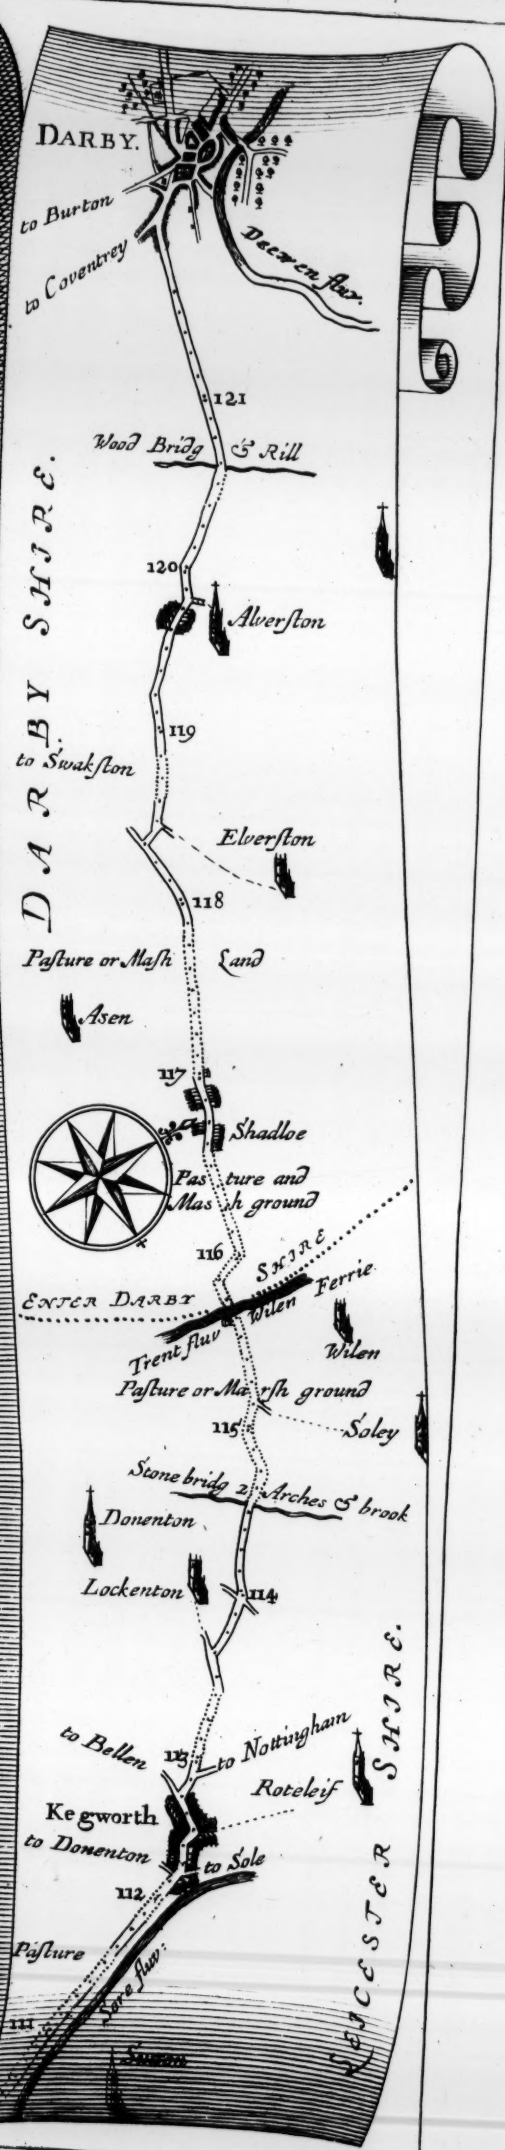 DARBY.
to Burton
to Coventrey
Derwen fluv.
121
Wood Bridg & Rill
120
Alverſton
DARBY SHIRE.
119
to Swakſton
Elverſton
118
Paſture or Maſh Land
Aſen
117
Shadloe
Paſture and
Maſh ground
116
ENTER DARBY SHIRE
Wilen Ferrie
Trent fluv
Wilen
Paſture or Marſh ground
115
Soley
Stone bridg 2 Arches & brook
Donenton
Lockenton
114
to Bellen
113
to Nottingham
Roteleif
Kegworth
to Donenton
to Sole
112
Paſture
Sore fluv:
111
LEICESTER SHIRE.